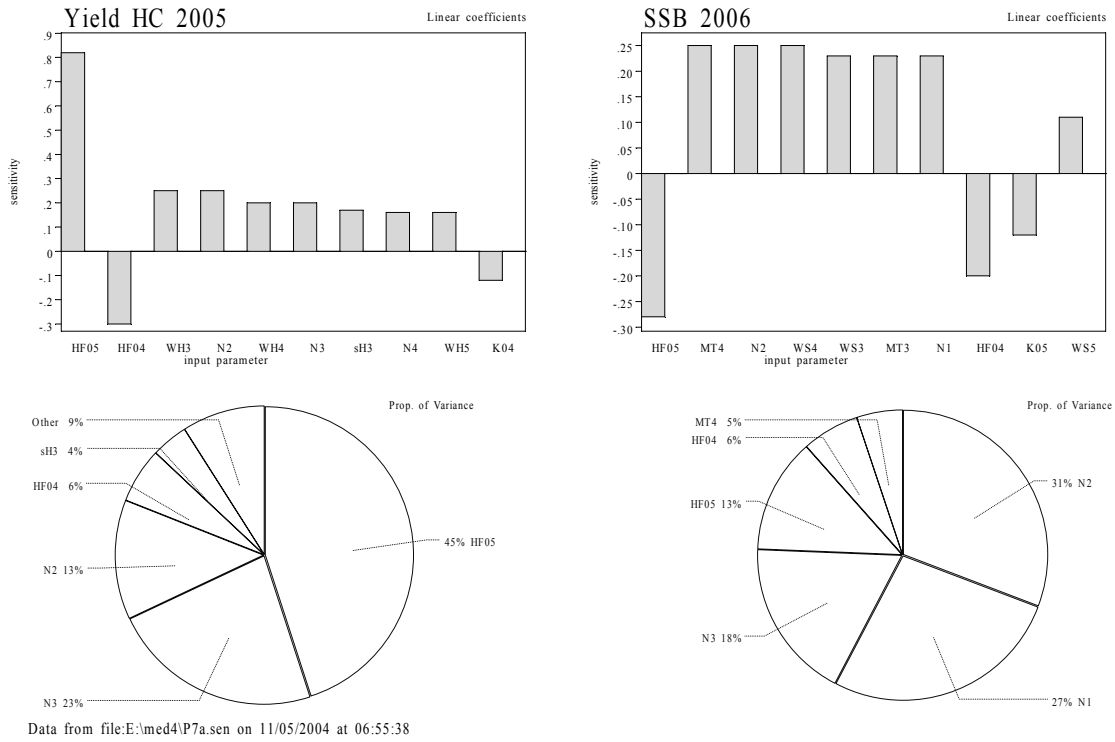 Yield HC 2005
Linear coefficients
.9
.8
.7
.6
.5
.4
.3
.2
.1
0
-.1
-.2
-.3
sensitivity
HF05 HF04 WH3 N2 WH4 N3 sH3 N4 WH5 K04
input parameter
SSB 2006
Linear coefficients
.25
.20
.15
.10
.05
0
-.05
-.10
-.15
-.20
-.25
-.30
sensitivity
HF05 MT4 N2 WS4 WS3 MT3 N1 HF04 K05 WS5
input parameter
Prop. of Variance
Other 9%
sH3 4%
HF04 6%
N2 13%
N3 23%
45% HF05
Prop. of Variance
MT4 5%
HF04 6%
HF05 13%
N3 18%
31% N2
27% N1
Data from file:E:\med4\P7a.sen on 11/05/2004 at 06:55:38